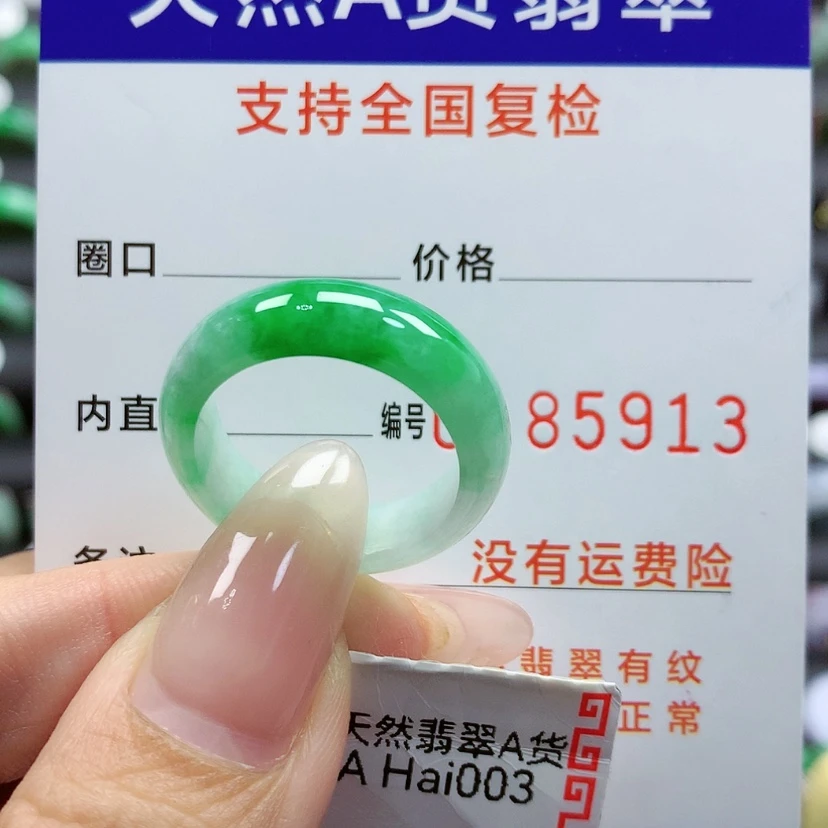 天然A货翡翠
支持全国复检
圈口 价格
内直 编号 85913
备注 没有运费险
翡翠有纹
正常
天然翡翠A货
A Hai003